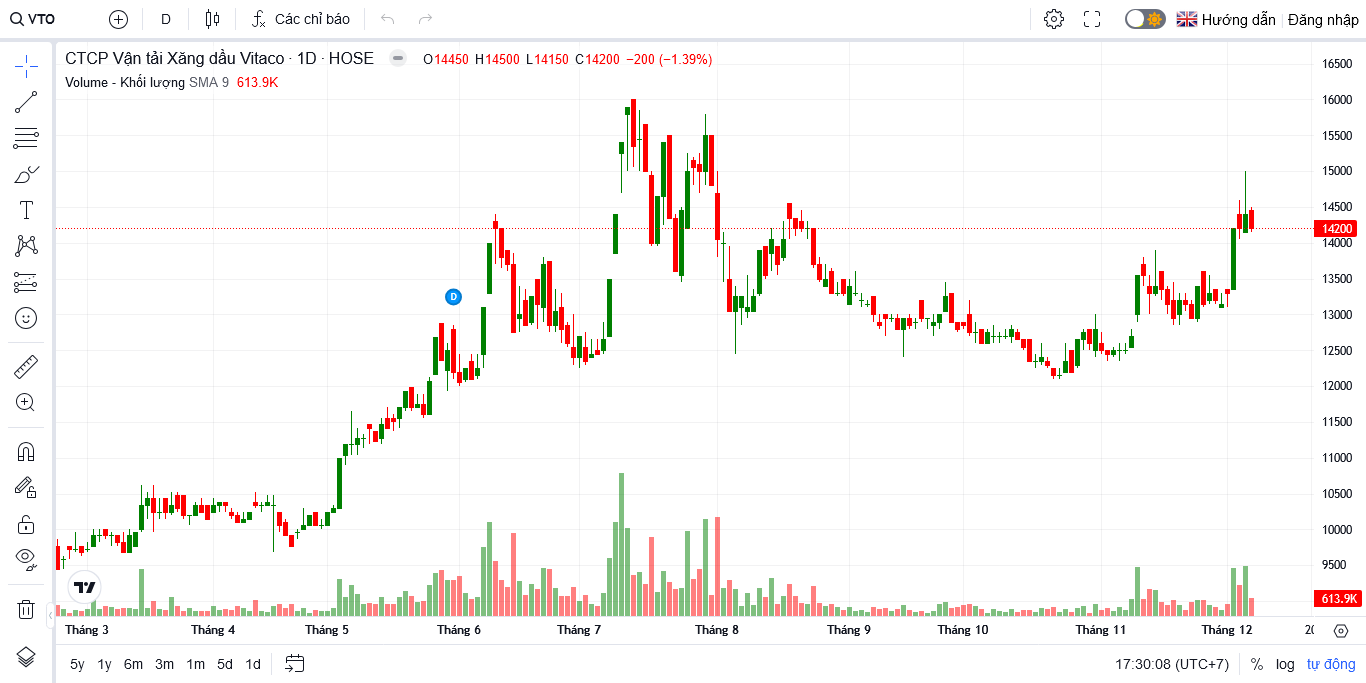 VTO D Các chỉ báo Hướng dẫn Đăng nhập
CTCP Vận tải Xăng dầu Vitaco · 1D · HOSE O14450 H14500 L14150 C14200 −200 (−1.39%)
Volume - Khối lượng SMA 9 613.9K
16500
16000
15500
15000
14500
14200
14000
13500
D
13000
12500
12000
11500
11000
10500
10000
9500
613.9K
Tháng 3 Tháng 4 Tháng 5 Tháng 6 Tháng 7 Tháng 8 Tháng 9 Tháng 10 Tháng 11 Tháng 12
5y 1y 6m 3m 1m 5d 1d 17:30:08 (UTC+7) % log tự động